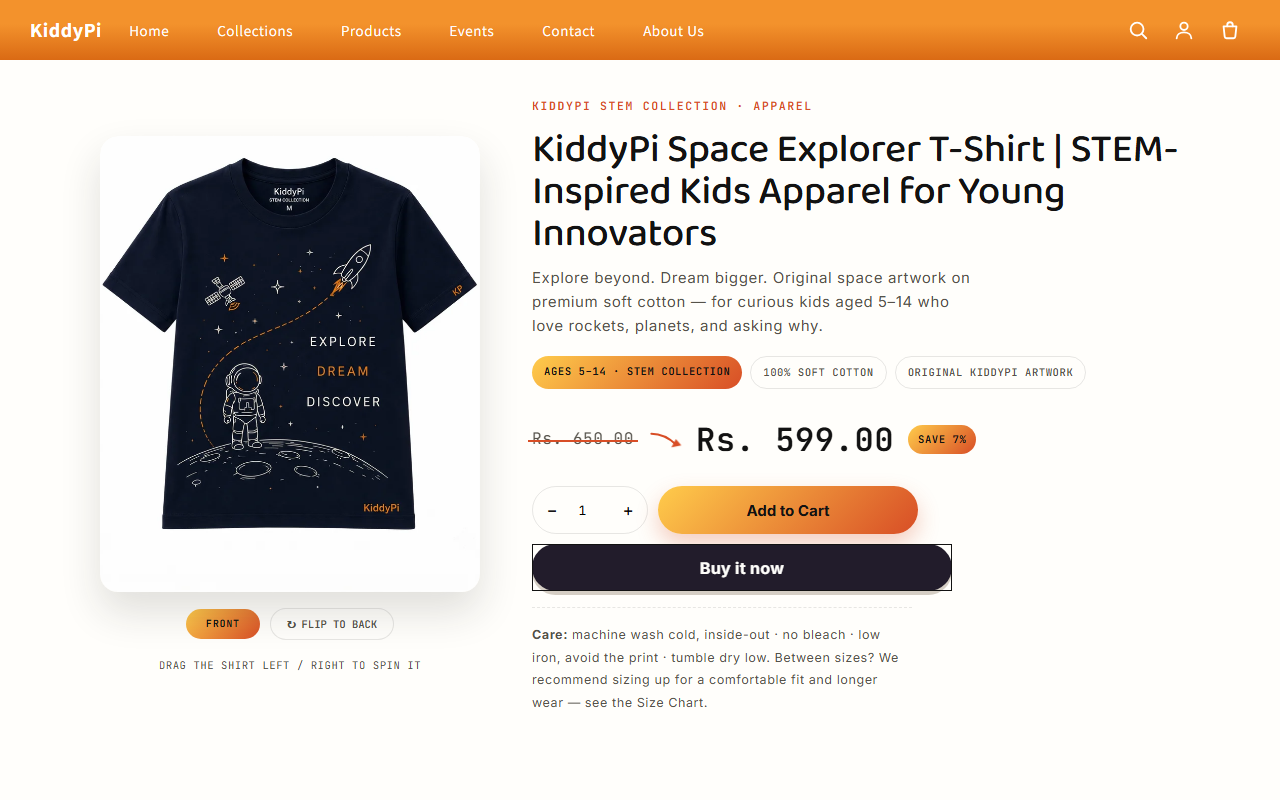 KiddyPi Home Collections Products Events Contact About Us
KIDDYPI STEM COLLECTION · APPAREL
KiddyPi Space Explorer T-Shirt | STEM-
Inspired Kids Apparel for Young
Innovators
Explore beyond. Dream bigger. Original space artwork on
premium soft cotton — for curious kids aged 5–14 who
love rockets, planets, and asking why.
AGES 5–14 · STEM COLLECTION 100% SOFT COTTON ORIGINAL KIDDYPI ARTWORK
Rs. 650.00 Rs. 599.00 SAVE 7%
− 1 + Add to Cart
Buy it now
Care: machine wash cold, inside-out · no bleach · low
iron, avoid the print · tumble dry low. Between sizes? We
recommend sizing up for a comfortable fit and longer
wear — see the Size Chart.
KiddyPi
STEM COLLECTION
M
KP
EXPLORE
DREAM
DISCOVER
KiddyPi
FRONT ↻ FLIP TO BACK
DRAG THE SHIRT LEFT / RIGHT TO SPIN IT